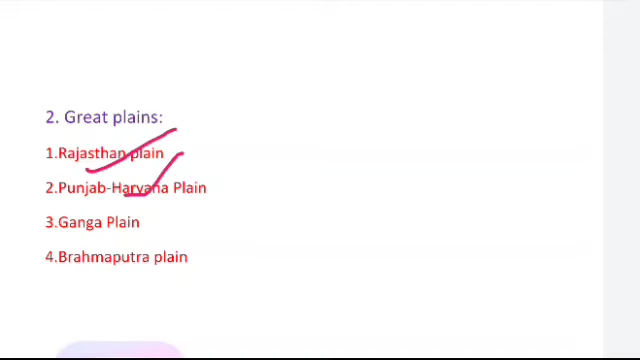 2. Great plains:
1.Rajasthan plain
2.Punjab-Haryana Plain
3.Ganga Plain
4.Brahmaputra plain